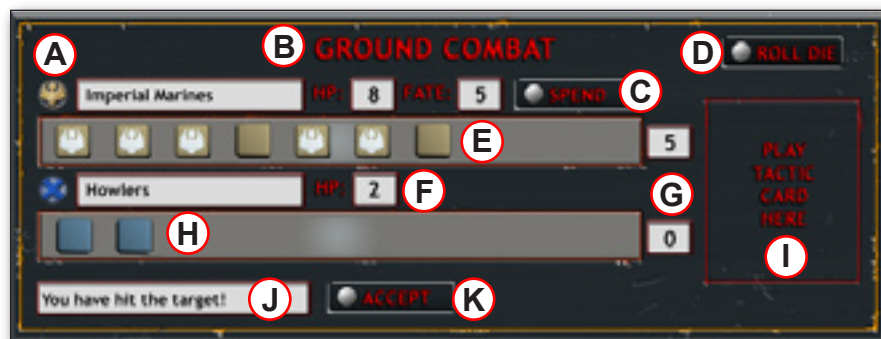 A
B GROUND COMBAT
D ROLL DIE
Imperial Marines HP: 8 FATE: 5 SPEND C
E 5
Howlers HP: 2 F
G
H 0
PLAY
TACTIC
CARD
HERE
I
You have hit the target! J ACCEPT K